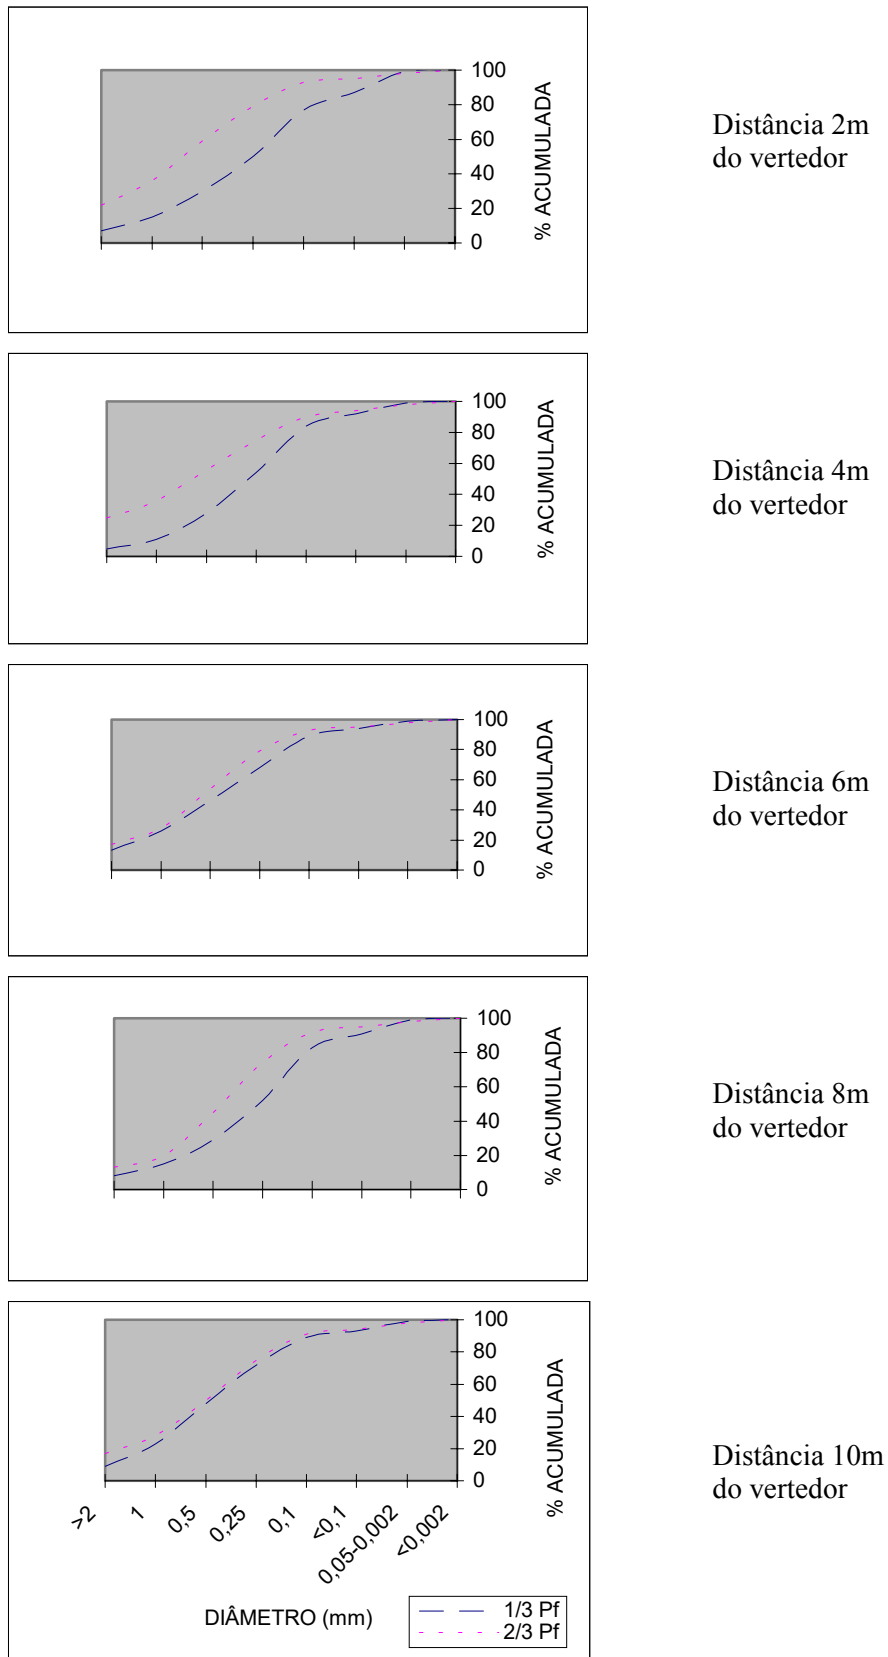 100
80
60
40
20
0
% ACUMULADA
Distância 2m
do vertedor
100
80
60
40
20
0
% ACUMULADA
Distância 4m
do vertedor
100
80
60
40
20
0
% ACUMULADA
Distância 6m
do vertedor
100
80
60
40
20
0
% ACUMULADA
Distância 8m
do vertedor
100
80
60
40
20
0
% ACUMULADA
Distância 10m
do vertedor
>2
1
0,5
0,25
0,1
<0,1
0,05-0,002
<0,002
DIÂMETRO (mm)
1/3 Pf
2/3 Pf